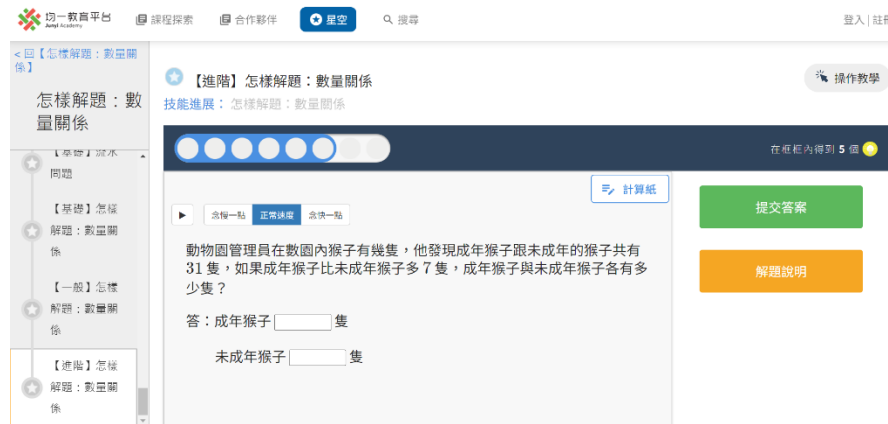 均一教育平台
Junyi Academy
課程探索
合作夥伴
星空
搜尋
登入 | 註冊
< 回【怎樣解題：數量關
係】
怎樣解題：數
量關係
【基礎】流水
問題
【基礎】怎樣
解題：數量關
係
【一般】怎樣
解題：數量關
係
【進階】怎樣
解題：數量關
係
【進階】怎樣解題：數量關係
技能進展： 怎樣解題：數量關係
操作教學
在框框內得到 5 個
計算紙
念慢一點 正常速度 念快一點
動物園管理員在數園內猴子有幾隻，他發現成年猴子跟未成年的猴子共有
31 隻，如果成年猴子比未成年猴子多 7 隻，成年猴子與未成年猴子各有多
少隻？
答：成年猴子 隻
未成年猴子 隻
提交答案
解題說明